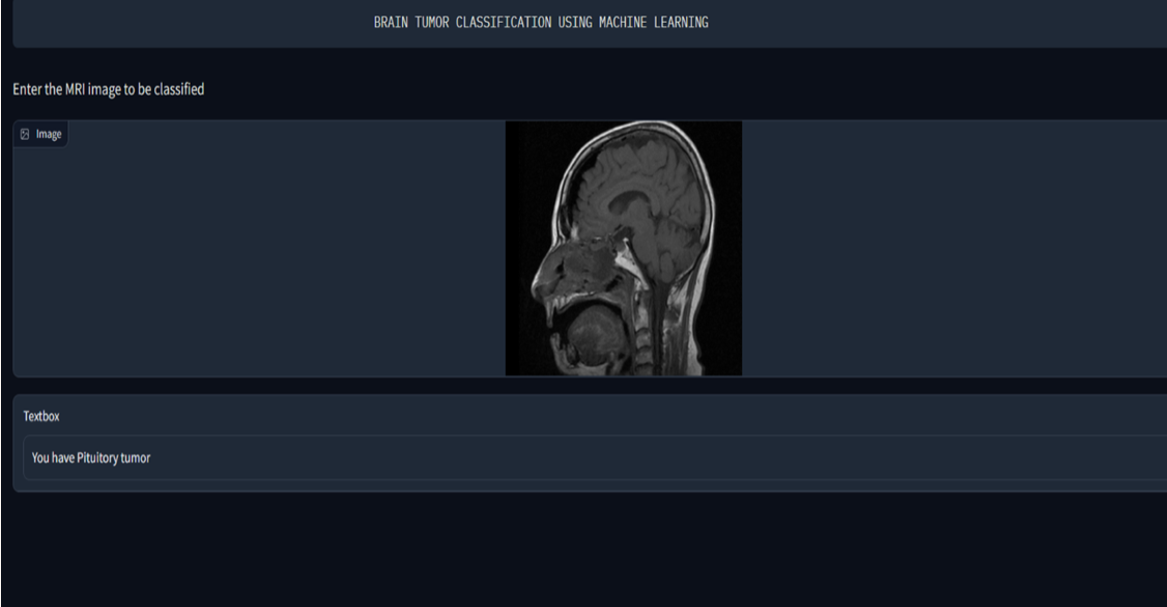 BRAIN TUMOR CLASSIFICATION USING MACHINE LEARNING
Enter the MRI image to be classified
Image
Textbox
You have Pituitory tumor